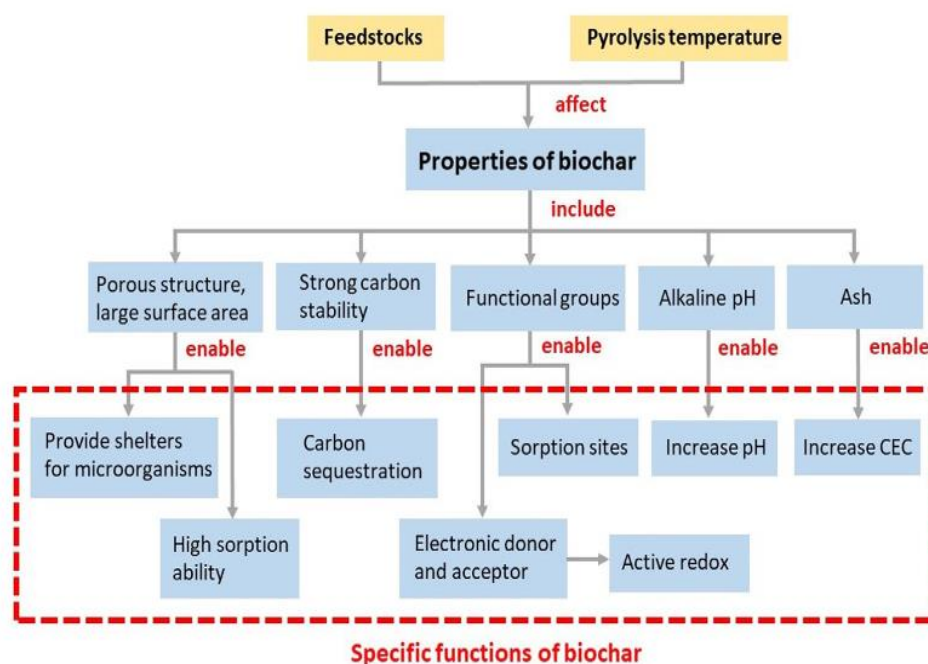 Feedstocks
Pyrolysis temperature
affect
Properties of biochar
include
Porous structure,
large surface area
Strong carbon
stability
Functional groups
Alkaline pH
Ash
enable
enable
enable
enable
enable
Provide shelters
for microorganisms
Carbon
sequestration
Sorption sites
Increase pH
Increase CEC
High sorption
ability
Electronic donor
and acceptor
Active redox
Specific functions of biochar